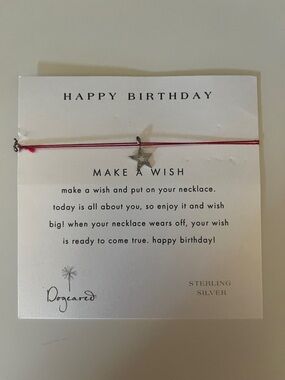 HAPPY BIRTHDAY
MAKE A WISH
make a wish and put on your necklace.
today is all about you, so enjoy it and wish
big! when your necklace wears off, your wish
is ready to come true. happy birthday!
Dogeared
STERLING
SILVER